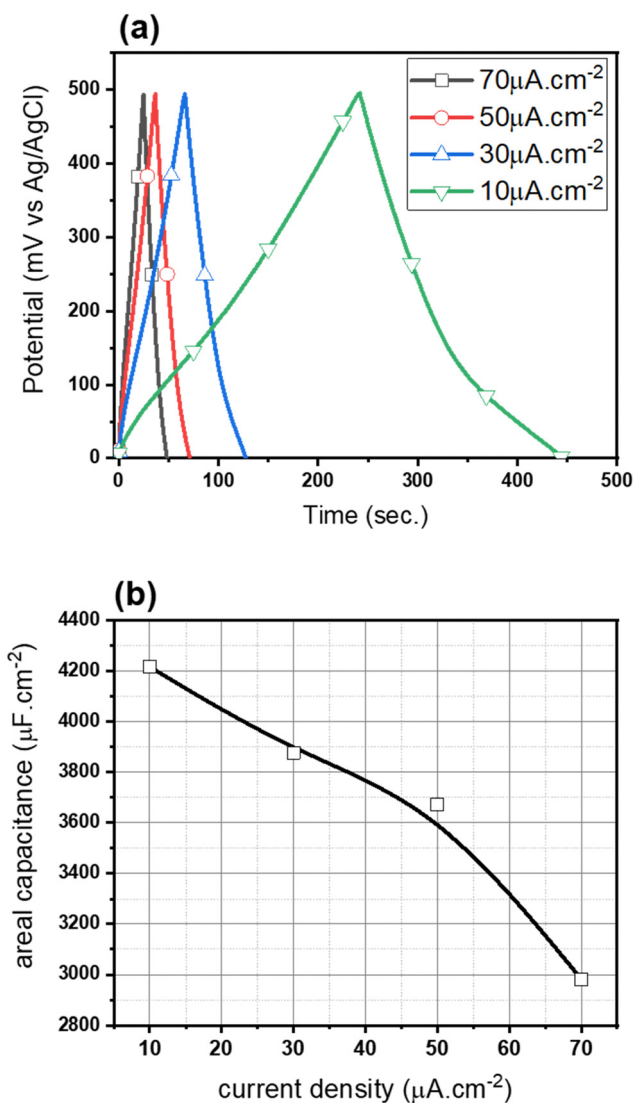 (a)
500
400
300
200
100
0
Potential (mV vs Ag/AgCl)
70μA.cm-2
50μA.cm-2
30μA.cm-2
10μA.cm-2
0 100 200 300 400 500
Time (sec.)
(b)
4400
4200
4000
3800
3600
3400
3200
3000
2800
areal capacitance (μF.cm-2)
10 20 30 40 50 60 70
current density (μA.cm-2)